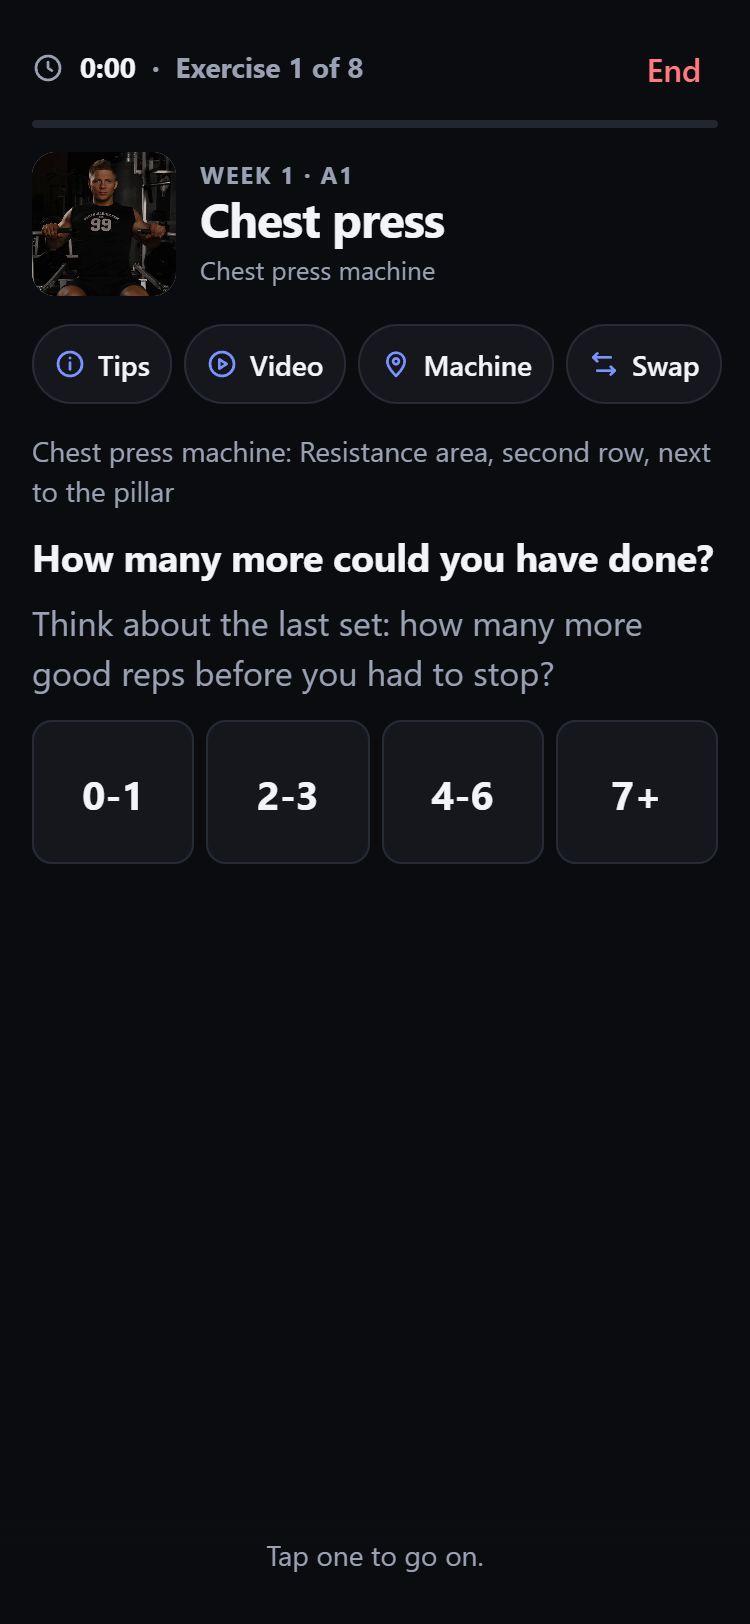 0:00 · Exercise 1 of 8
End
WEEK 1 · A1
Chest press
Chest press machine
99
Tips
Video
Machine
Swap
Chest press machine: Resistance area, second row, next
to the pillar
How many more could you have done?
Think about the last set: how many more
good reps before you had to stop?
0-1
2-3
4-6
7+
Tap one to go on.